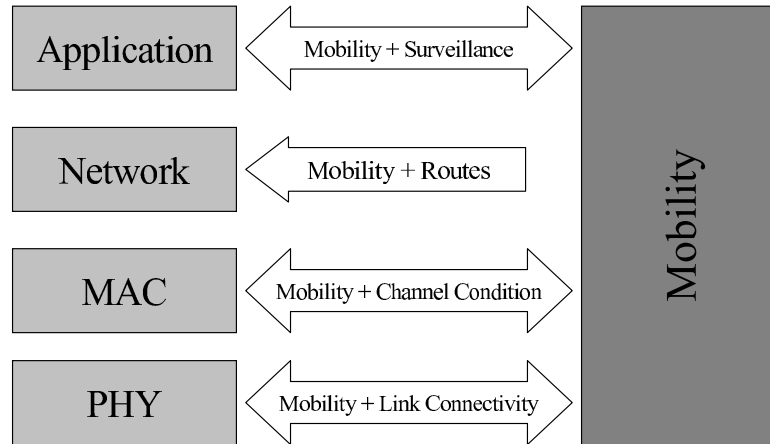 Application
Mobility + Surveillance
Network
Mobility + Routes
MAC
Mobility + Channel Condition
PHY
Mobility + Link Connectivity
Mobility